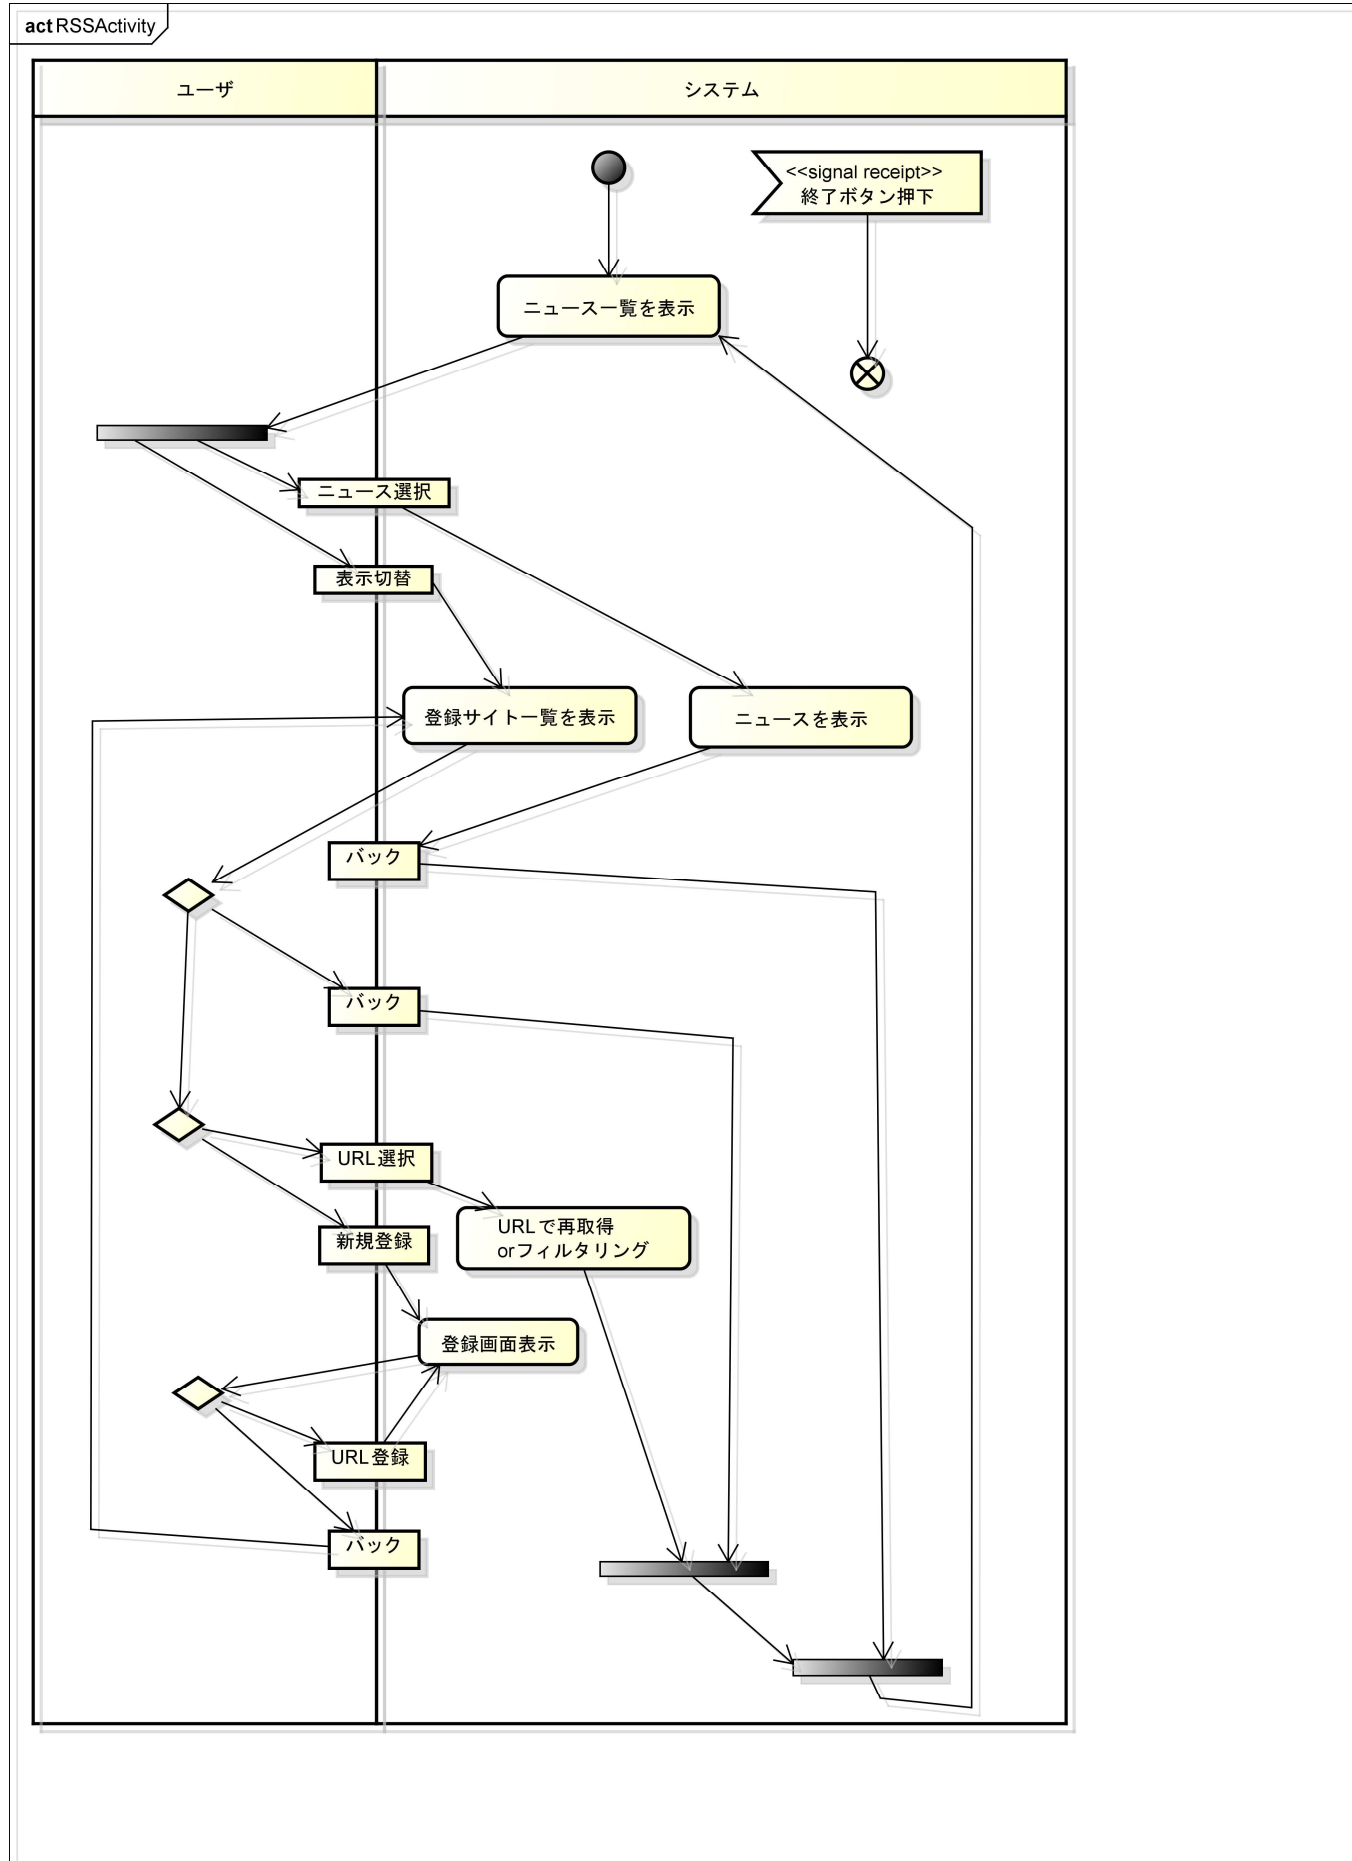 act RSSActivity
ユーザ
システム
<<signal receipt>>
終了ボタン押下
ニュース一覧を表示
ニュース選択
表示切替
登録サイト一覧を表示
ニュースを表示
バック
バック
URL選択
URLで再取得
orフィルタリング
新規登録
登録画面表示
URL登録
バック